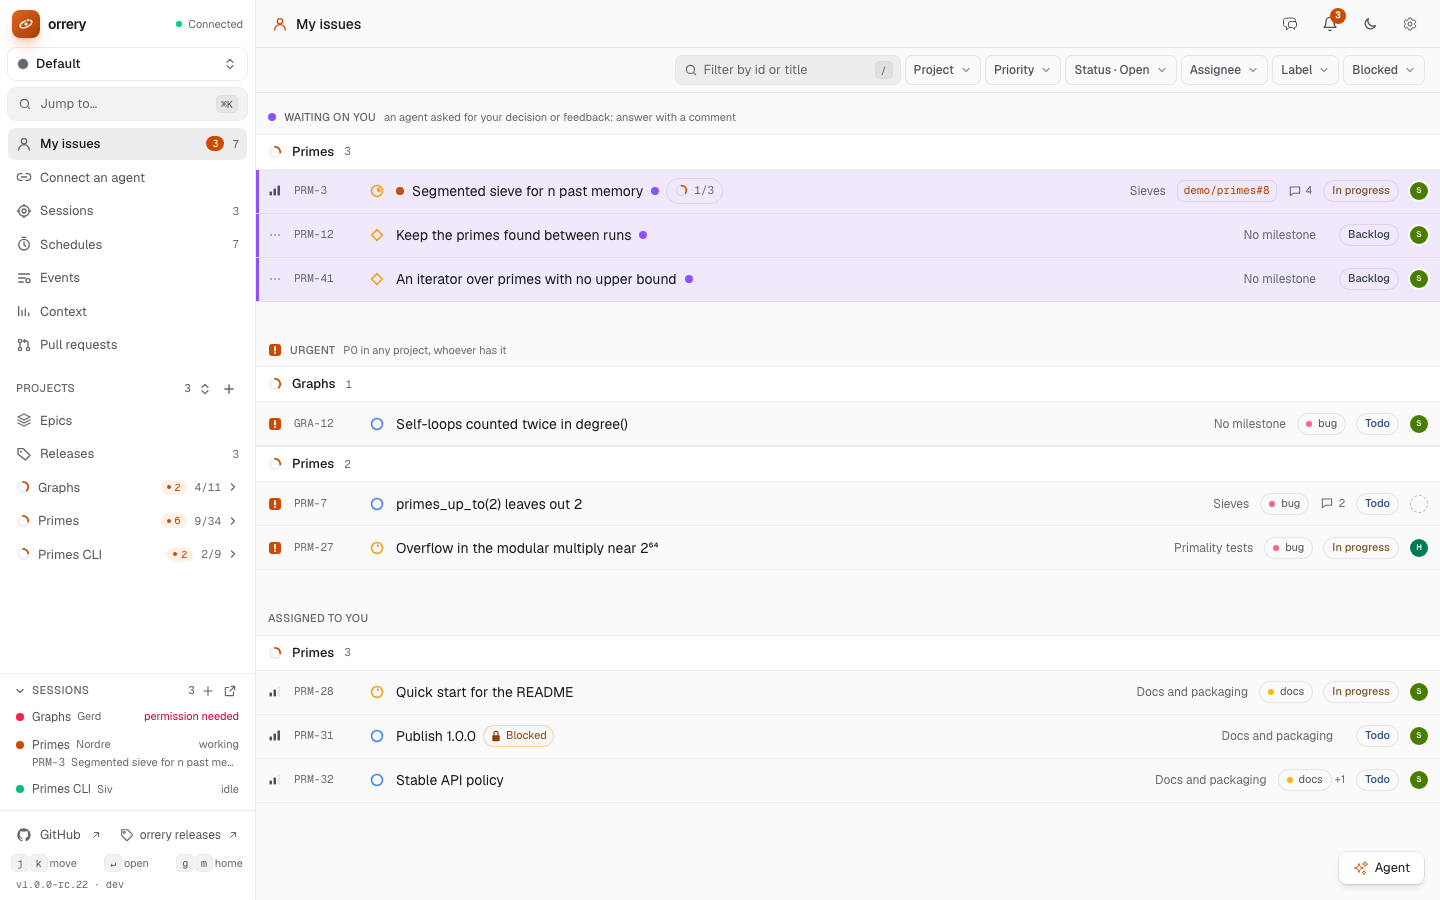 orrery
Connected
Default
Jump to…
⌘K
My issues
3
7
Connect an agent
Sessions
3
Schedules
7
Events
Context
Pull requests
PROJECTS
3
Epics
Releases
3
Graphs
2
4/11
Primes
6
9/34
Primes CLI
2
2/9
SESSIONS
3
Graphs Gerd permission needed
Primes Nordre working
PRM-3 Segmented sieve for n past me…
Primes CLI Siv idle
GitHub
orrery releases
j k move
↵ open
g m home
v1.0.0-rc.22 · dev
My issues
3
Filter by id or title
/
Project
Priority
Status · Open
Assignee
Label
Blocked
WAITING ON YOU an agent asked for your decision or feedback: answer with a comment
Primes 3
PRM-3 Segmented sieve for n past memory 1/3 Sieves demo/primes#8 4 In progress S
PRM-12 Keep the primes found between runs No milestone Backlog S
PRM-41 An iterator over primes with no upper bound No milestone Backlog S
URGENT P0 in any project, whoever has it
Graphs 1
GRA-12 Self-loops counted twice in degree() No milestone bug Todo S
Primes 2
PRM-7 primes_up_to(2) leaves out 2 Sieves bug 2 Todo
PRM-27 Overflow in the modular multiply near 2⁶⁴ Primality tests bug In progress H
ASSIGNED TO YOU
Primes 3
PRM-28 Quick start for the README Docs and packaging docs In progress S
PRM-31 Publish 1.0.0 Blocked Docs and packaging Todo S
PRM-32 Stable API policy Docs and packaging docs +1 Todo S
Agent